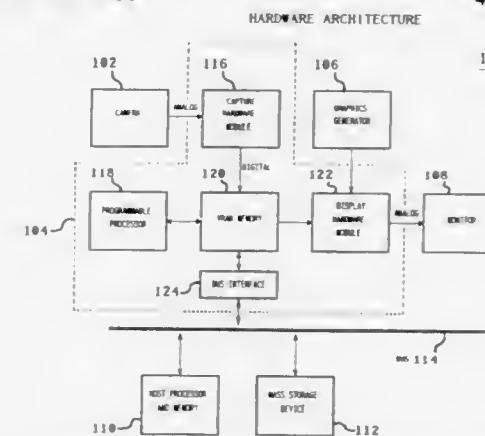 HARDWARE ARCHITECTURE
102
116
106
CAMERA
ANALOG
CAPTURE
HARDWARE
MODULE
GRAPHICS
GENERATOR
DIGITAL
118
120
122
108
PROGRAMMABLE
PROCESSOR
VRAM MEMORY
DISPLAY
HARDWARE
MODULE
ANALOG
MONITOR
104
124
BUS INTERFACE
BUS 114
HOST PROCESSOR
AND MEMORY
MASS STORAGE
DEVICE
110
112